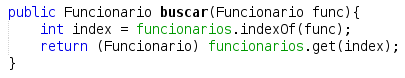 public Funcionario buscar(Funcionario func){
    int index = funcionarios.indexOf(func);
    return (Funcionario) funcionarios.get(index);
}